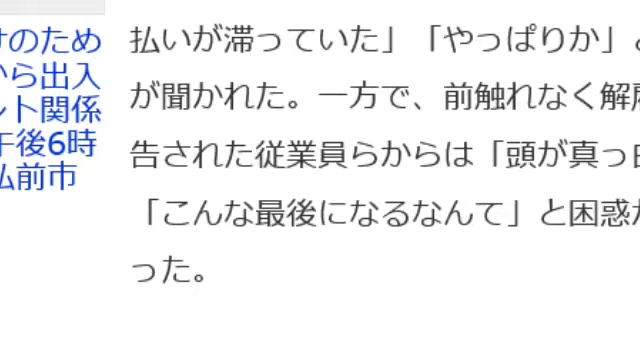 のため
から出入
ント関係
午後6時
弘前市
払いが滞っていた」「やっぱりか」
が聞かれた。一方で、前触れなく解雇
告された従業員らからは「頭が真っ白
「こんな最後になるなんて」と困惑
った。